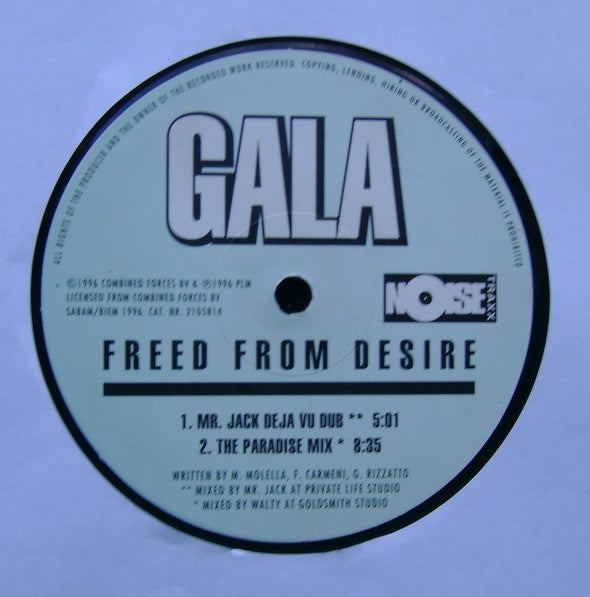 ALL RIGHTS OF THE PRODUCER AND THE OWNER OF THE RECORDED WORK RESERVED. COPYING, LENDING, HIRING OR BROADCASTING OF THE MATERIAL IS PROHIBITED.
GALA
©1996 COMBINED FORCES BV & ℗1996 PLM
LICENSED FROM COMBINED FORCES BV
SABAM/BIEM 1996. CAT. NR. 2105814
NOISE
TRAXX
FREED FROM DESIRE
1. MR. JACK DEJA VU DUB ** 5:01
2. THE PARADISE MIX * 8:35
WRITTEN BY M. MOLELLA, F. CARMENI, G. RIZZATTO
** MIXED BY MR. JACK AT PRIVATE LIFE STUDIO
* MIXED BY WALTY AT GOLDSMITH STUDIO